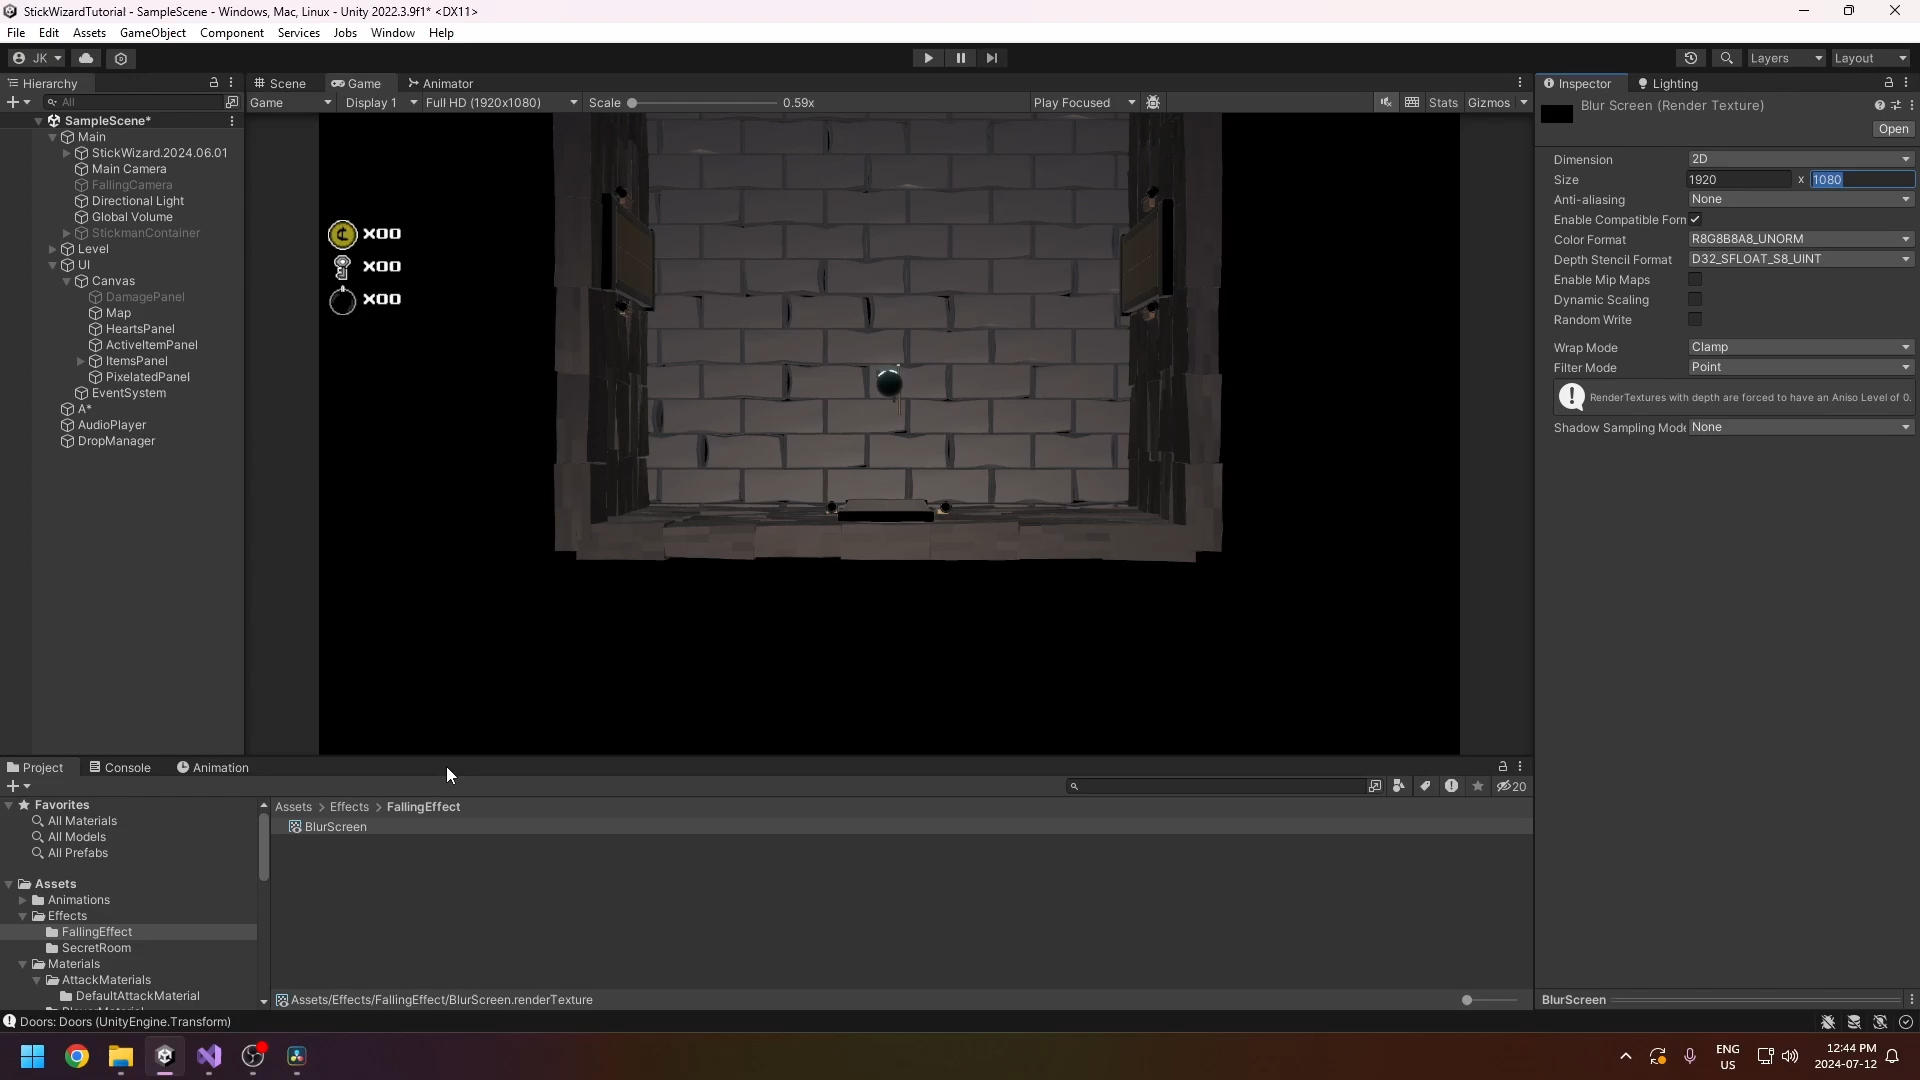 StickWizardTutorial - SampleScene - Windows, Mac, Linux - Unity 2022.3.9f1* <DX11>
File Edit Assets GameObject Component Services Jobs Window Help
JK Layers Layout
Hierarchy Scene Game Animator Inspector Lighting
All Game Display 1 Full HD (1920x1080) Scale 0.59x Play Focused Stats Gizmos
SampleScene*
Main
StickWizard.2024.06.01
Main Camera
FallingCamera
Directional Light
Global Volume
StickmanContainer
Level
UI
Canvas
DamagePanel
Map
HeartsPanel
ActiveItemPanel
ItemsPanel
PixelatedPanel
EventSystem
A*
AudioPlayer
DropManager
X00
X00
X00
Blur Screen (Render Texture)
Open
Dimension 2D
Size 1920 x 1080
Anti-aliasing None
Enable Compatible Forn
Color Format R8G8B8A8_UNORM
Depth Stencil Format D32_SFLOAT_S8_UINT
Enable Mip Maps
Dynamic Scaling
Random Write
Wrap Mode Clamp
Filter Mode Point
RenderTextures with depth are forced to have an Aniso Level of 0.
Shadow Sampling Mode None
Project Console Animation
20
Favorites
All Materials
All Models
All Prefabs
Assets
Animations
Effects
FallingEffect
SecretRoom
Materials
AttackMaterials
DefaultAttackMaterial
Assets > Effects > FallingEffect
BlurScreen
Assets/Effects/FallingEffect/BlurScreen.renderTexture
BlurScreen
Doors: Doors (UnityEngine.Transform)
ENG
US
12:44 PM
2024-07-12